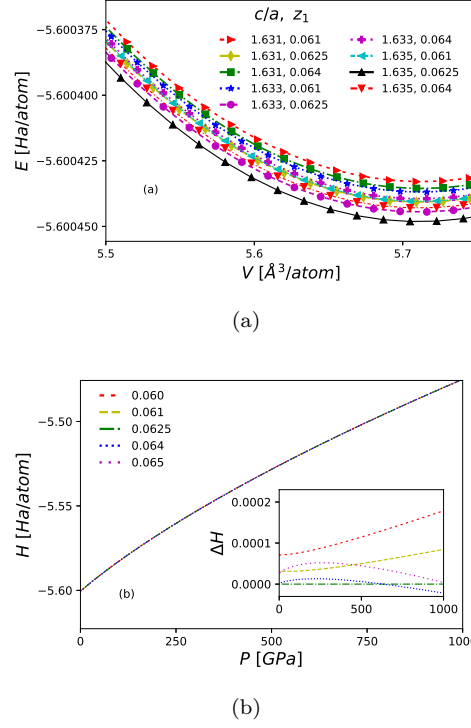 c/a, z₁
1.631, 0.061
1.631, 0.0625
1.631, 0.064
1.633, 0.061
1.633, 0.0625
1.633, 0.064
1.635, 0.061
1.635, 0.0625
1.635, 0.064
−5.600375
−5.600400
−5.600425
−5.600450
E [Ha/atom]
(a)
5.5 5.6 5.7
V [Å³/atom]
(a)
0.060
0.061
0.0625
0.064
0.065
−5.50
−5.55
−5.60
H [Ha/atom]
(b)
0.0002
0.0001
0.0000
ΔH
0 500 1000
0 250 500 750 1000
P [GPa]
(b)